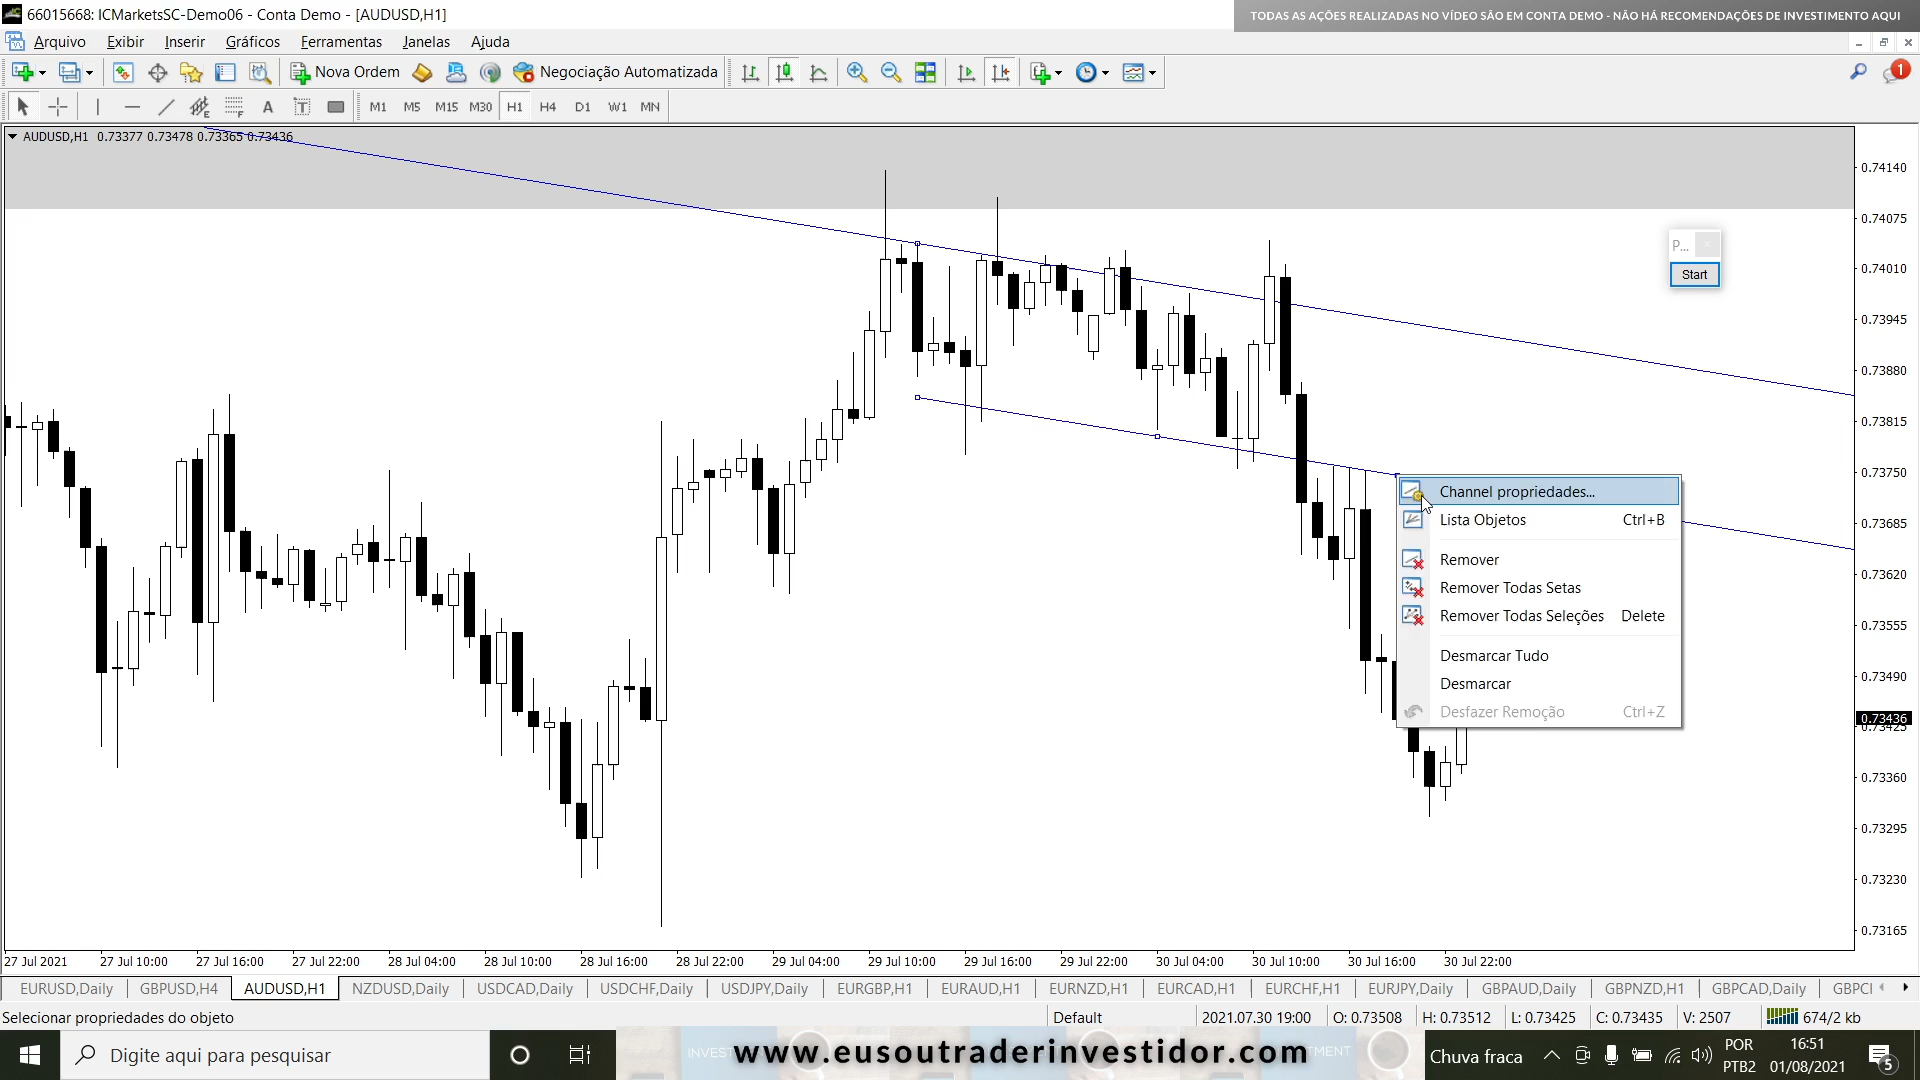 66015668: ICMarketsSC-Demo06 - Conta Demo - [AUDUSD,H1]
TODAS AS AÇÕES REALIZADAS NO VÍDEO SÃO EM CONTA DEMO - NÃO HÁ RECOMENDAÇÕES DE INVESTIMENTO AQUI
Arquivo Exibir Inserir Gráficos Ferramentas Janelas Ajuda
Nova Ordem Negociação Automatizada 1
A T M1 M5 M15 M30 H1 H4 D1 W1 MN
AUDUSD,H1 0.73377 0.73478 0.73365 0.73436
0.74140
0.74075
P...
0.74010
Start
0.73945
0.73880
0.73815
0.73750
Channel propriedades...
Lista Objetos Ctrl+B
0.73685
Remover
0.73620
Remover Todas Setas
Remover Todas Seleções Delete
0.73555
Desmarcar Tudo
0.73490
Desmarcar
Desfazer Remoção Ctrl+Z
0.73436
0.73425
0.73360
0.73295
0.73230
0.73165
27 Jul 2021 27 Jul 10:00 27 Jul 16:00 27 Jul 22:00 28 Jul 04:00 28 Jul 10:00 28 Jul 16:00 28 Jul 22:00 29 Jul 04:00 29 Jul 10:00 29 Jul 16:00 29 Jul 22:00 30 Jul 04:00 30 Jul 10:00 30 Jul 16:00 30 Jul 22:00
EURUSD,Daily GBPUSD,H4 AUDUSD,H1 NZDUSD,Daily USDCAD,Daily USDCHF,Daily USDJPY,Daily EURGBP,H1 EURAUD,H1 EURNZD,H1 EURCAD,H1 EURCHF,H1 EURJPY,Daily GBPAUD,Daily GBPNZD,H1 GBPCAD,Daily GBPCI
Selecionar propriedades do objeto Default 2021.07.30 19:00 O: 0.73508 H: 0.73512 L: 0.73425 C: 0.73435 V: 2507 674/2 kb
Digite aqui para pesquisar www.eusoutraderinvestidor.com Chuva fraca POR 16:51
PTB2 01/08/2021 5